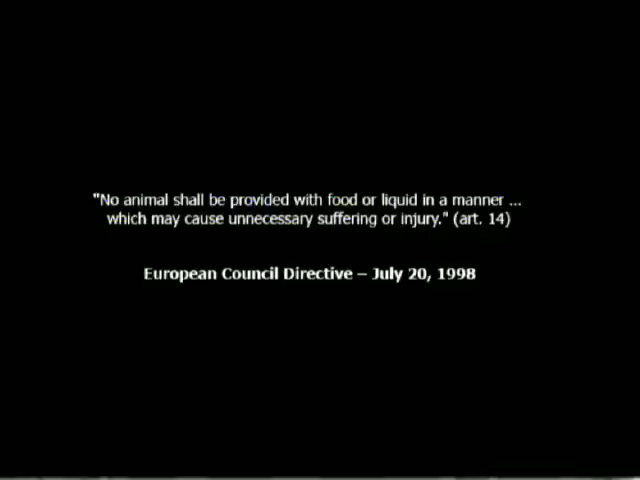 "No animal shall be provided with food or liquid in a manner ...
which may cause unnecessary suffering or injury." (art. 14)
European Council Directive – July 20, 1998